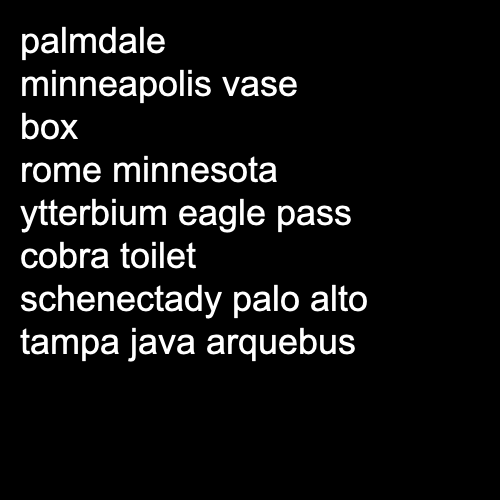 palmdale
minneapolis vase
box
rome minnesota
ytterbium eagle pass
cobra toilet
schenectady palo alto
tampa java arquebus